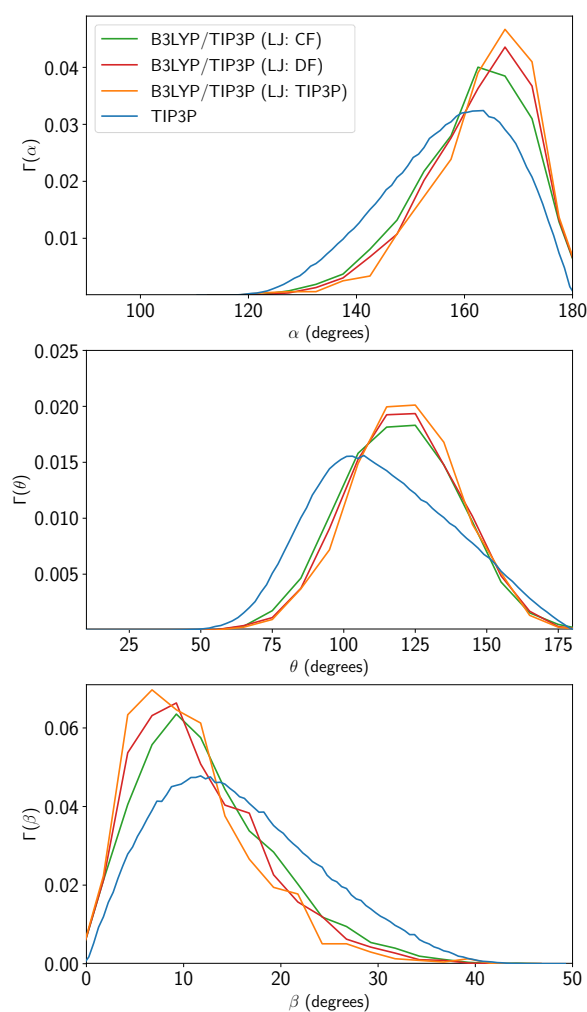 0.04
0.03
0.02
0.01
Γ(α)
B3LYP/TIP3P (LJ: CF)
B3LYP/TIP3P (LJ: DF)
B3LYP/TIP3P (LJ: TIP3P)
TIP3P
100 120 140 160 180
α (degrees)
0.025
0.020
0.015
0.010
0.005
Γ(θ)
25 50 75 100 125 150 175
θ (degrees)
0.06
0.04
0.02
0.00
Γ(β)
0 10 20 30 40 50
β (degrees)